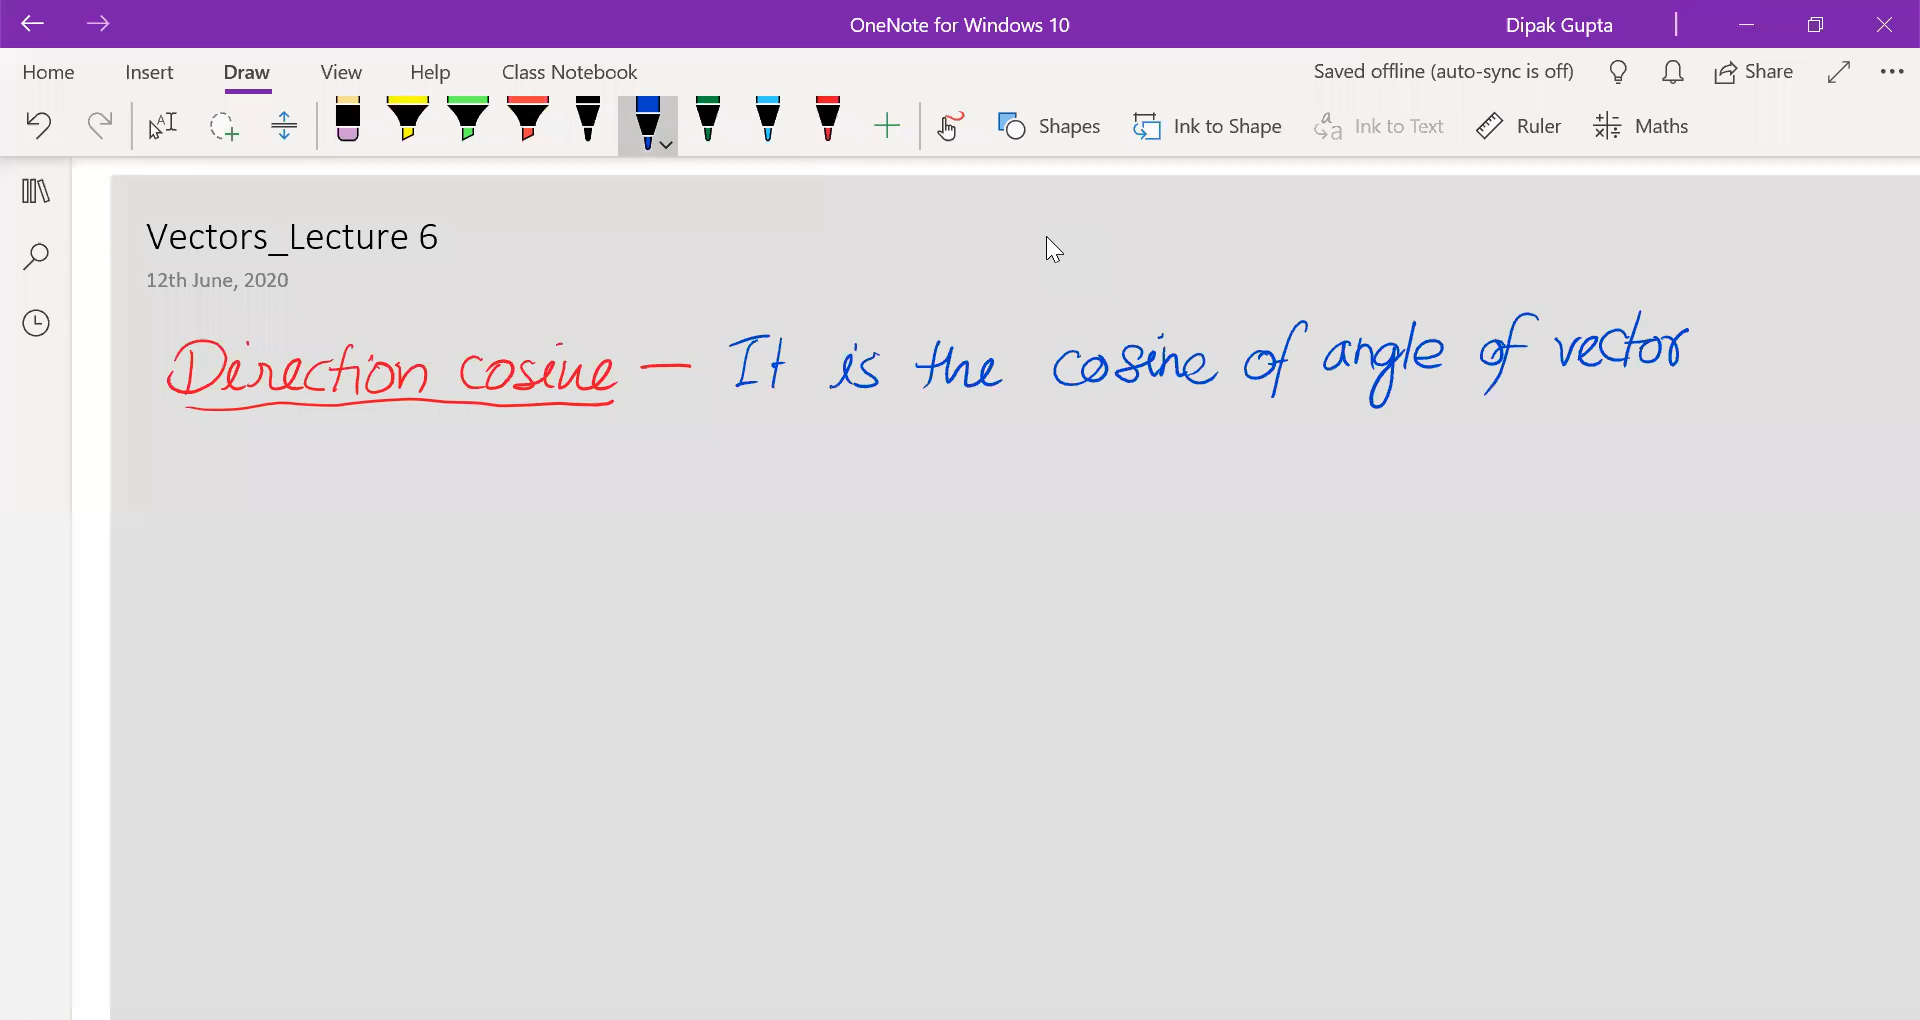 OneNote for Windows 10
Dipak Gupta
Home Insert Draw View Help Class Notebook
Saved offline (auto-sync is off) Share
Shapes Ink to Shape Ink to Text Ruler Maths
Vectors_Lecture 6
12th June, 2020
Direction cosine — It is the cosine of angle of vector